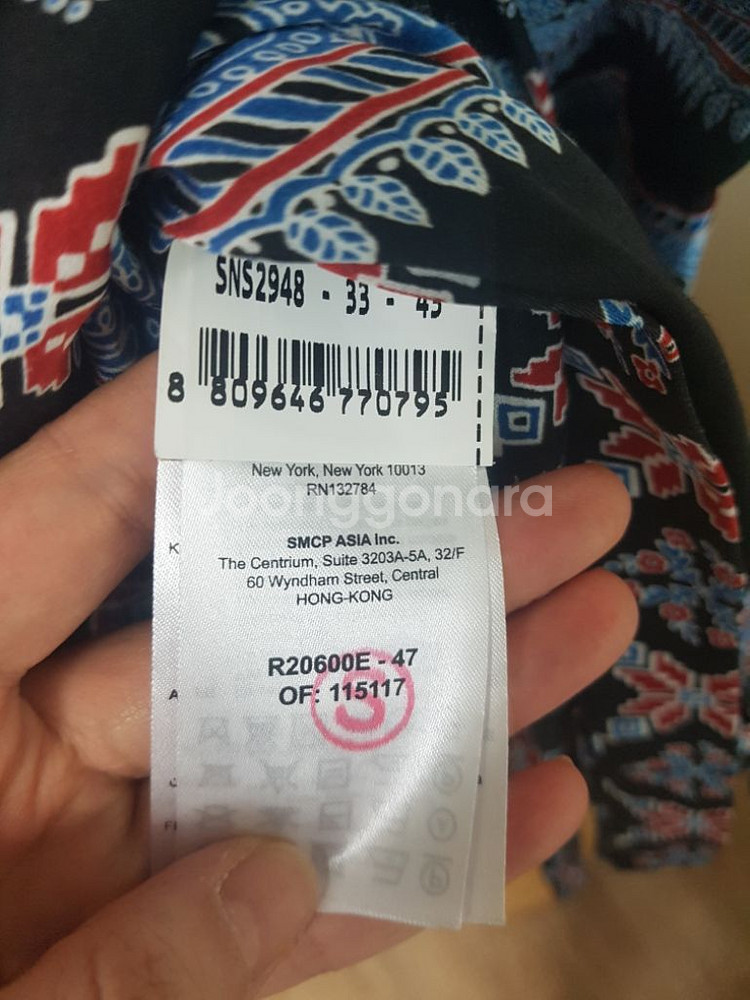 SNS2948 - 33 - 45
8 809646 770795
New York, New York 10013
RN132784
Joonggonara
K
SMCP ASIA Inc.
The Centrium, Suite 3203A-5A, 32/F
60 Wyndham Street, Central
HONG-KONG
R20600E - 47
A
OF: 115117
S